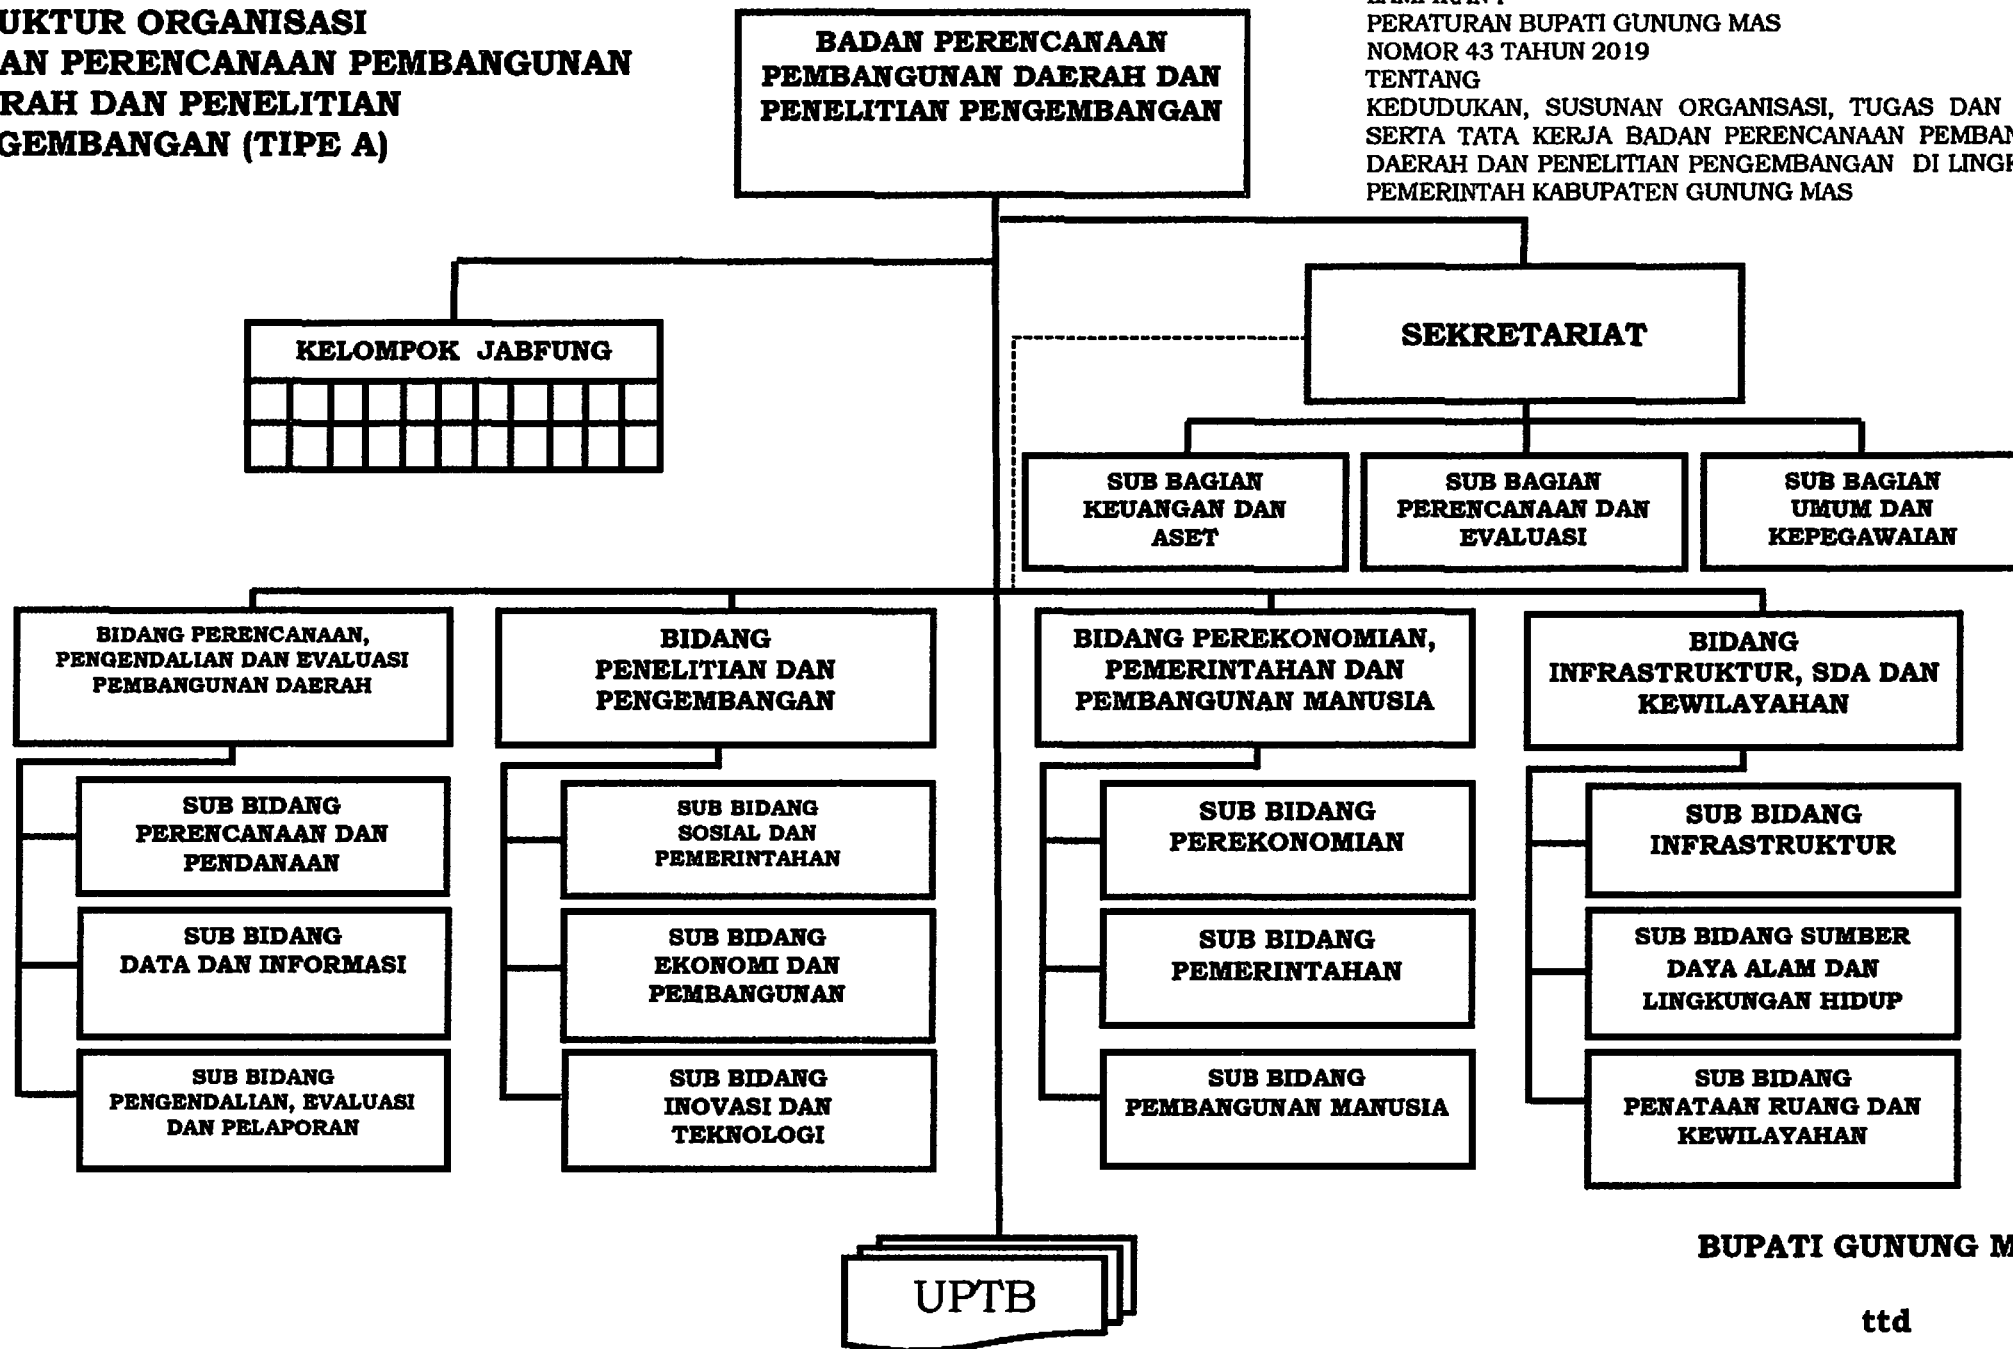 UKTUR ORGANISASI
AN PERENCANAAN PEMBANGUNAN
RAH DAN PENELITIAN
GEMBANGAN (TIPE A)
BADAN PERENCANAAN
PEMBANGUNAN DAERAH DAN
PENELITIAN PENGEMBANGAN
PERATURAN BUPATI GUNUNG MAS
NOMOR 43 TAHUN 2019
TENTANG
KEDUDUKAN, SUSUNAN ORGANISASI, TUGAS DAN
SERTA TATA KERJA BADAN PERENCANAAN PEMBAN
DAERAH DAN PENELITIAN PENGEMBANGAN DI LINGK
PEMERINTAH KABUPATEN GUNUNG MAS
KELOMPOK JABFUNG
SEKRETARIAT
SUB BAGIAN
KEUANGAN DAN
ASET
SUB BAGIAN
PERENCANAAN DAN
EVALUASI
SUB BAGIAN
UMUM DAN
KEPEGAWAIAN
BIDANG PERENCANAAN,
PENGENDALIAN DAN EVALUASI
PEMBANGUNAN DAERAH
BIDANG
PENELITIAN DAN
PENGEMBANGAN
BIDANG PEREKONOMIAN,
PEMERINTAHAN DAN
PEMBANGUNAN MANUSIA
BIDANG
INFRASTRUKTUR, SDA DAN
KEWILAYAHAN
SUB BIDANG
PERENCANAAN DAN
PENDANAAN
SUB BIDANG
DATA DAN INFORMASI
SUB BIDANG
PENGENDALIAN, EVALUASI
DAN PELAPORAN
SUB BIDANG
SOSIAL DAN
PEMERINTAHAN
SUB BIDANG
EKONOMI DAN
PEMBANGUNAN
SUB BIDANG
INOVASI DAN
TEKNOLOGI
SUB BIDANG
PEREKONOMIAN
SUB BIDANG
PEMERINTAHAN
SUB BIDANG
PEMBANGUNAN MANUSIA
SUB BIDANG
INFRASTRUKTUR
SUB BIDANG SUMBER
DAYA ALAM DAN
LINGKUNGAN HIDUP
SUB BIDANG
PENATAAN RUANG DAN
KEWILAYAHAN
UPTB
BUPATI GUNUNG M
ttd